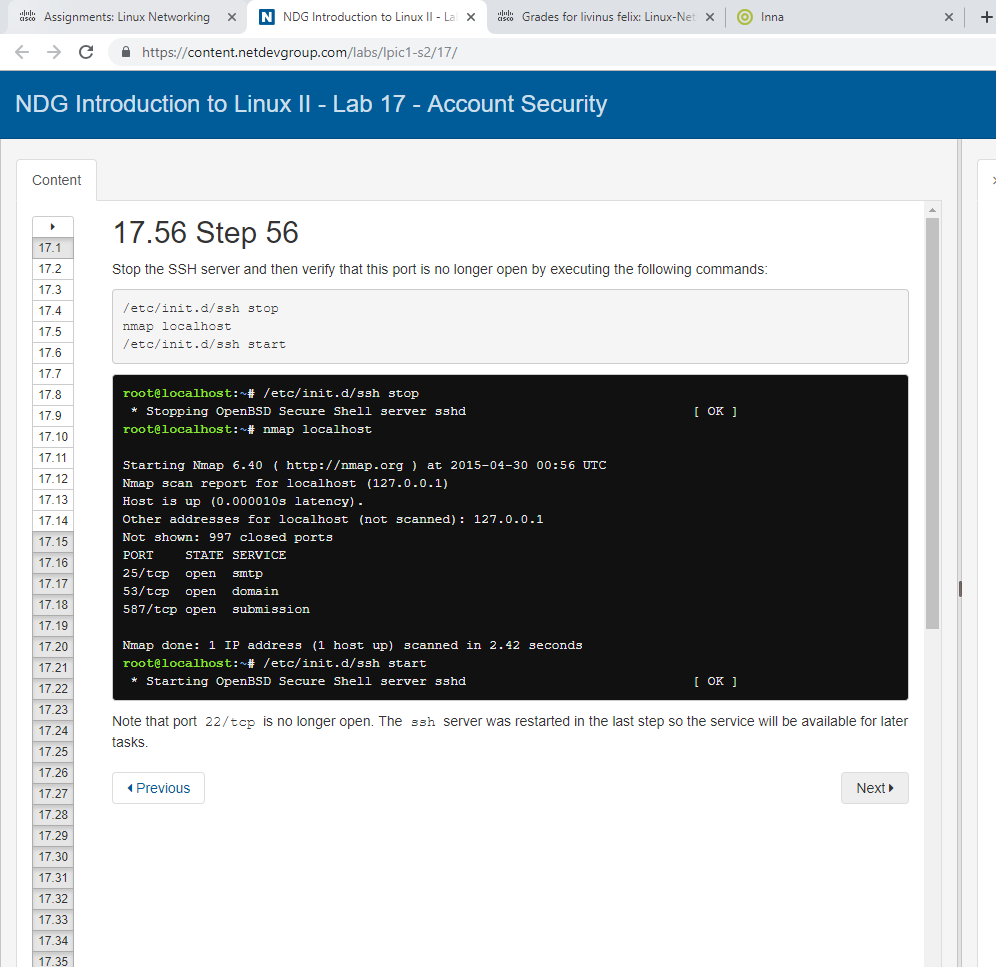 Assignments: Linux Networking
NDG Introduction to Linux II - La
Grades for livinus felix: Linux-Net
Inna
https://content.netdevgroup.com/labs/lpic1-s2/17/
NDG Introduction to Linux II - Lab 17 - Account Security
Content
17.1
17.2
17.3
17.4
17.5
17.6
17.7
17.8
17.9
17.10
17.11
17.12
17.13
17.14
17.15
17.16
17.17
17.18
17.19
17.20
17.21
17.22
17.23
17.24
17.25
17.26
17.27
17.28
17.29
17.30
17.31
17.32
17.33
17.34
17.35
17.56 Step 56
Stop the SSH server and then verify that this port is no longer open by executing the following commands:
/etc/init.d/ssh stop
nmap localhost
/etc/init.d/ssh start
root@localhost:~# /etc/init.d/ssh stop
* Stopping OpenBSD Secure Shell server sshd [ OK ]
root@localhost:~# nmap localhost
Starting Nmap 6.40 ( http://nmap.org ) at 2015-04-30 00:56 UTC
Nmap scan report for localhost (127.0.0.1)
Host is up (0.000010s latency).
Other addresses for localhost (not scanned): 127.0.0.1
Not shown: 997 closed ports
PORT STATE SERVICE
25/tcp open smtp
53/tcp open domain
587/tcp open submission
Nmap done: 1 IP address (1 host up) scanned in 2.42 seconds
root@localhost:~# /etc/init.d/ssh start
* Starting OpenBSD Secure Shell server sshd [ OK ]
Note that port 22/tcp is no longer open. The ssh server was restarted in the last step so the service will be available for later
tasks.
Previous
Next